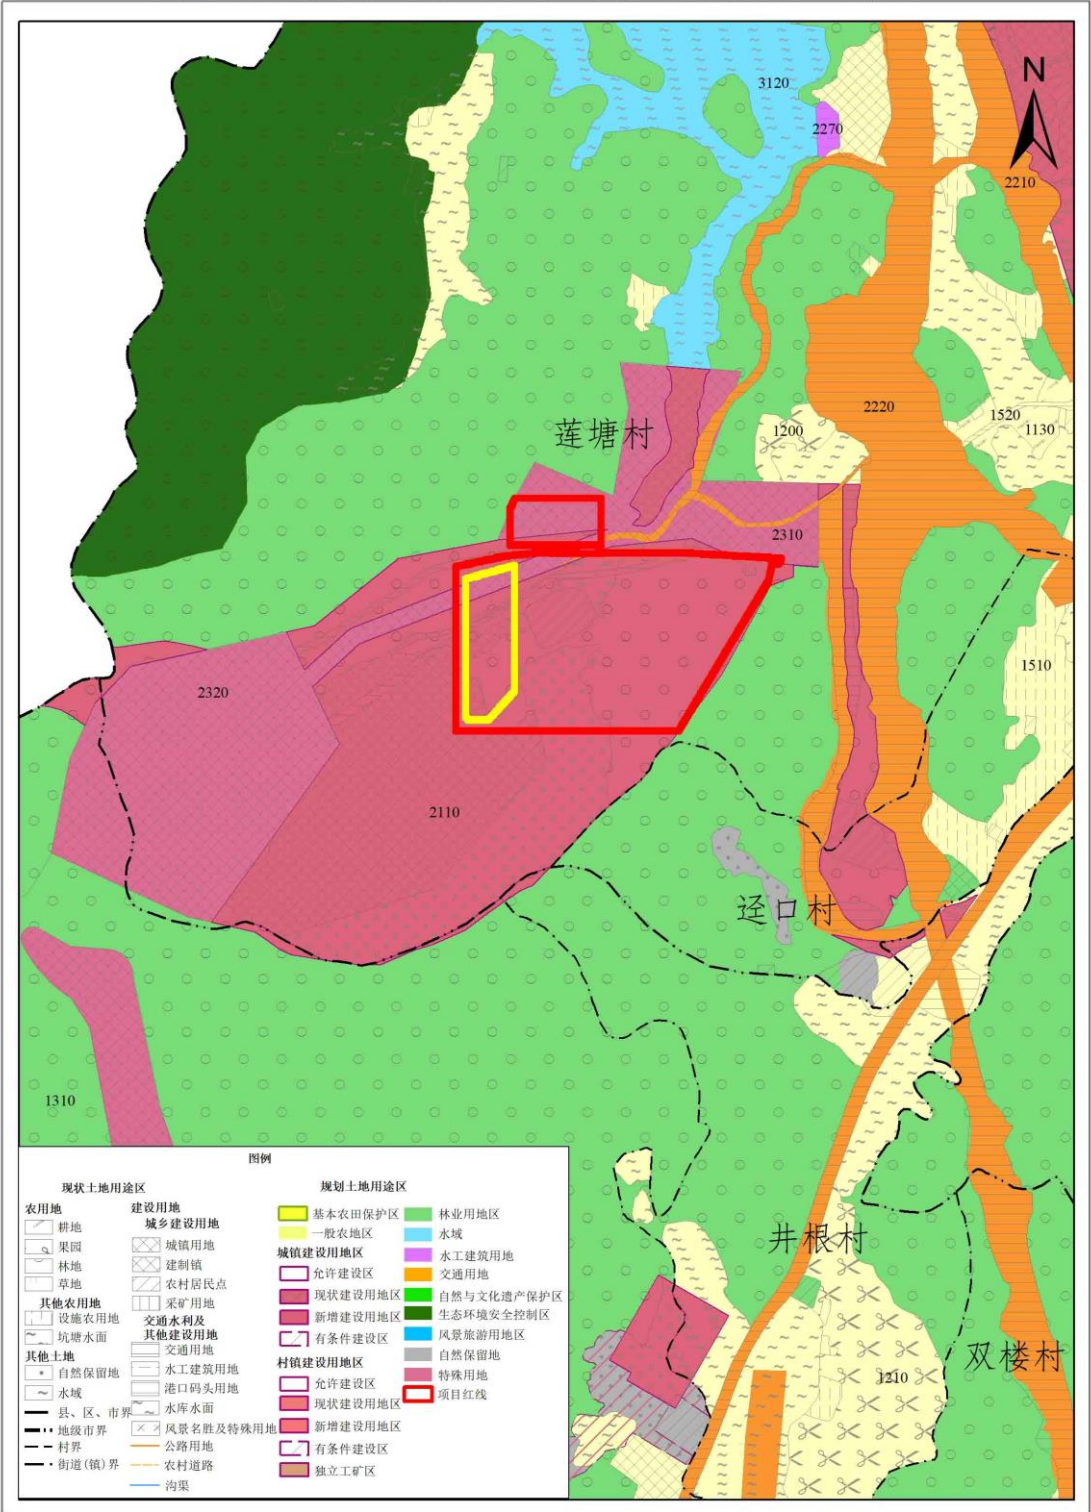 N
3120
2270
2210
莲塘村
1200
2220
1520
1130
2310
1510
2320
2110
迳口村
1310
井根村
双楼村
1210
图例
现状土地用途区
农用地
耕地
果园
林地
草地
其他农用地
设施农用地
坑塘水面
其他土地
自然保留地
水域
县、区、市界
地级市界
村界
街道(镇)界
建设用地
城乡建设用地
城镇用地
建制镇
农村居民点
采矿用地
交通水利及
其他建设用地
交通用地
水工建筑用地
港口码头用地
水库水面
风景名胜及特殊用地
公路用地
农村道路
沟渠
规划土地用途区
基本农田保护区
一般农地区
城镇建设用地区
允许建设区
现状建设用地区
新增建设用地区
有条件建设区
村镇建设用地区
允许建设区
现状建设用地区
新增建设用地区
有条件建设区
独立工矿区
林业用地区
水域
水工建筑用地
交通用地
自然与文化遗产保护区
生态环境安全控制区
风景旅游用地区
自然保留地
特殊用地
项目红线